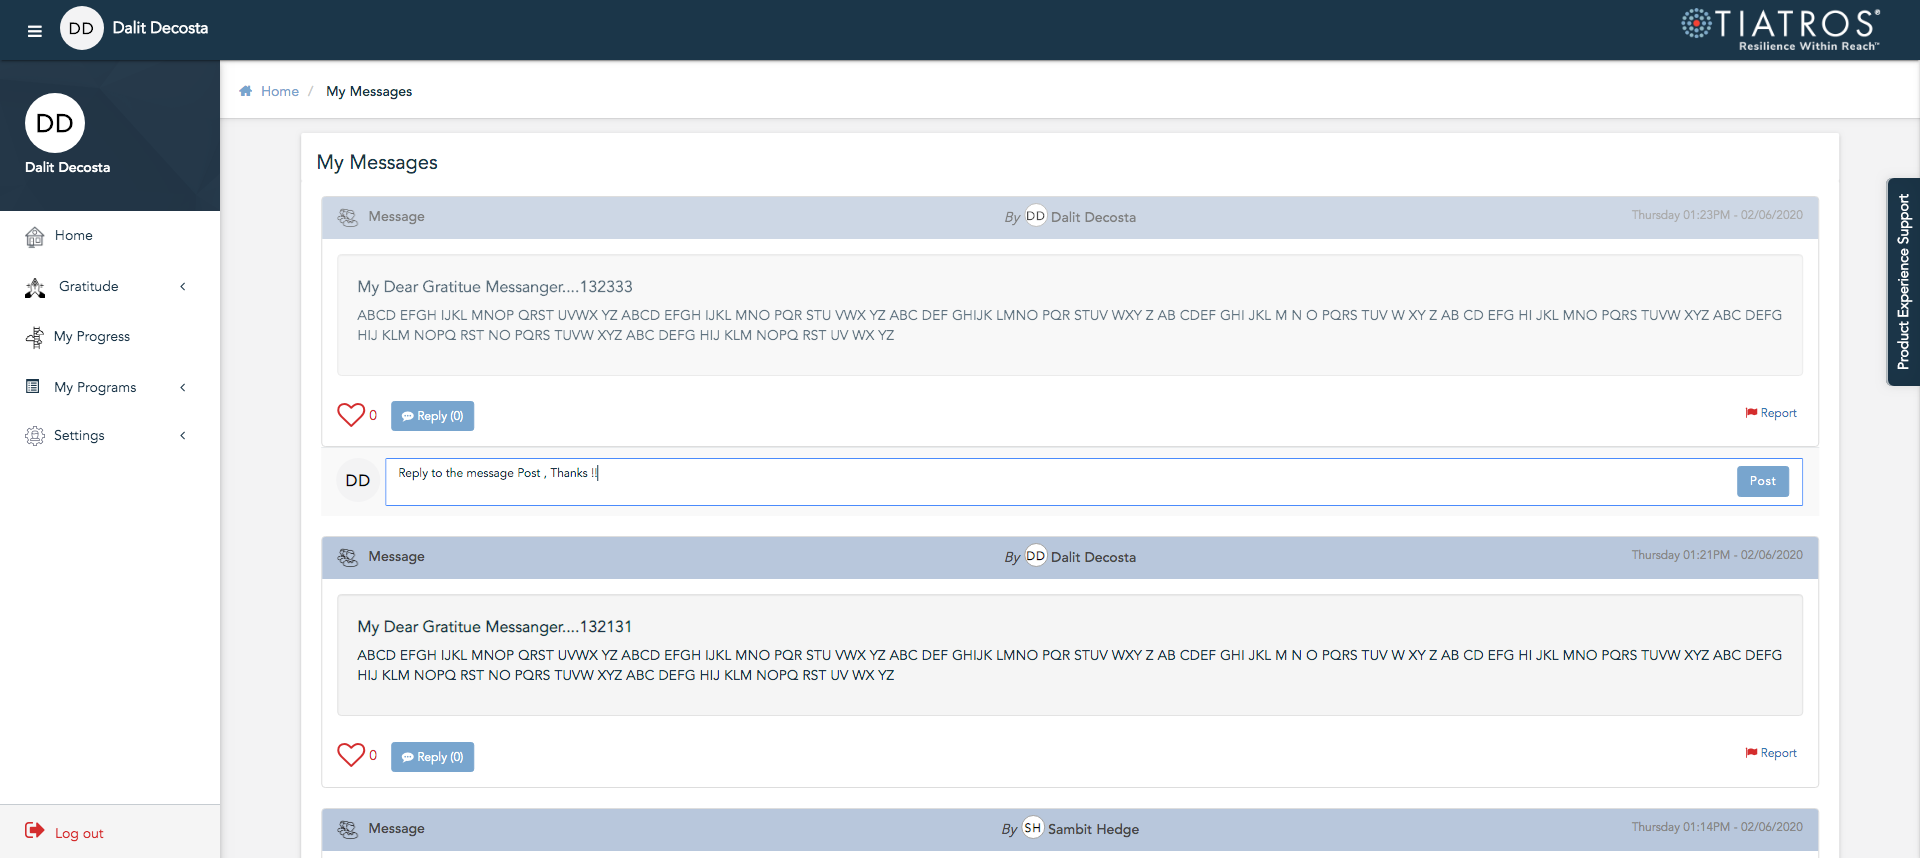 DD Dalit Decosta
TIATROS®
Resilience Within Reach™
DD
Dalit Decosta
Home
Gratitude
My Progress
My Programs
Settings
Log out
Home / My Messages
My Messages
Message By DD Dalit Decosta Thursday 01:23PM - 02/06/2020
My Dear Gratitue Messanger....132333
ABCD EFGH IJKL MNOP QRST UVWX YZ ABCD EFGH IJKL MNO PQR STU VWX YZ ABC DEF GHIJK LMNO PQR STUV WXY Z AB CDEF GHI JKL M N O PQRS TUV W XY Z AB CD EFG HI JKL MNO PQRS TUVW XYZ ABC DEFG
HIJ KLM NOPQ RST NO PQRS TUVW XYZ ABC DEFG HIJ KLM NOPQ RST UV WX YZ
0 Reply (0) Report
DD Reply to the message Post , Thanks !! Post
Message By DD Dalit Decosta Thursday 01:21PM - 02/06/2020
My Dear Gratitue Messanger....132131
ABCD EFGH IJKL MNOP QRST UVWX YZ ABCD EFGH IJKL MNO PQR STU VWX YZ ABC DEF GHIJK LMNO PQR STUV WXY Z AB CDEF GHI JKL M N O PQRS TUV W XY Z AB CD EFG HI JKL MNO PQRS TUVW XYZ ABC DEFG
HIJ KLM NOPQ RST NO PQRS TUVW XYZ ABC DEFG HIJ KLM NOPQ RST UV WX YZ
0 Reply (0) Report
Message By SH Sambit Hedge Thursday 01:14PM - 02/06/2020
Product Experience Support